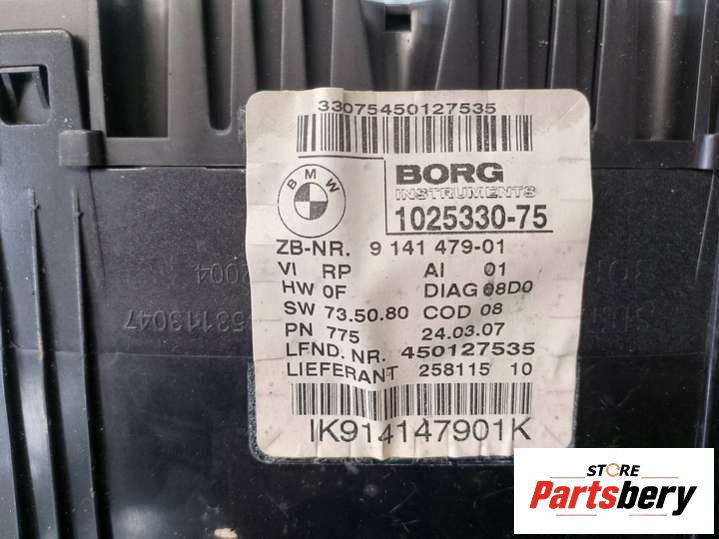 33075450127535
BMW
BORG
INSTRUMENTS
1025330-75
ZB-NR. 9 141 479-01
VI RP AI 01
HW 0F DIAG 08D0
SW 73.50.80 COD 08
PN 775 24.03.07
LFND. NR. 450127535
LIEFERANT 258115 10
IK914147901K
2004
53113047
STORE
Partsbery